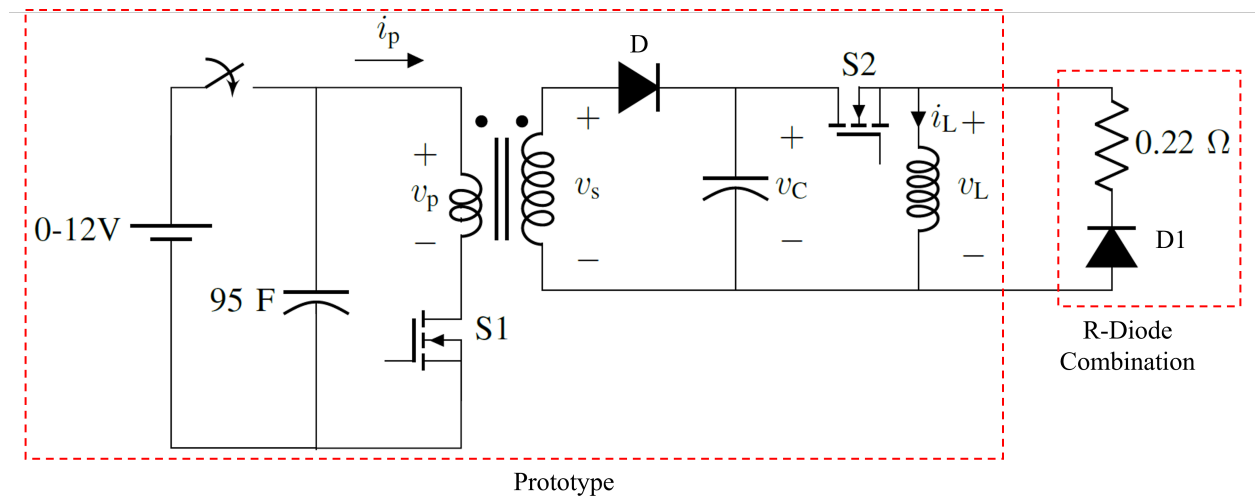 i_p
D
S2
+
+
+
i_L +
0.22 Ω
v_p
v_s
v_C
v_L
0-12V
−
−
−
−
D1
95 F
S1
R-Diode
Combination
Prototype